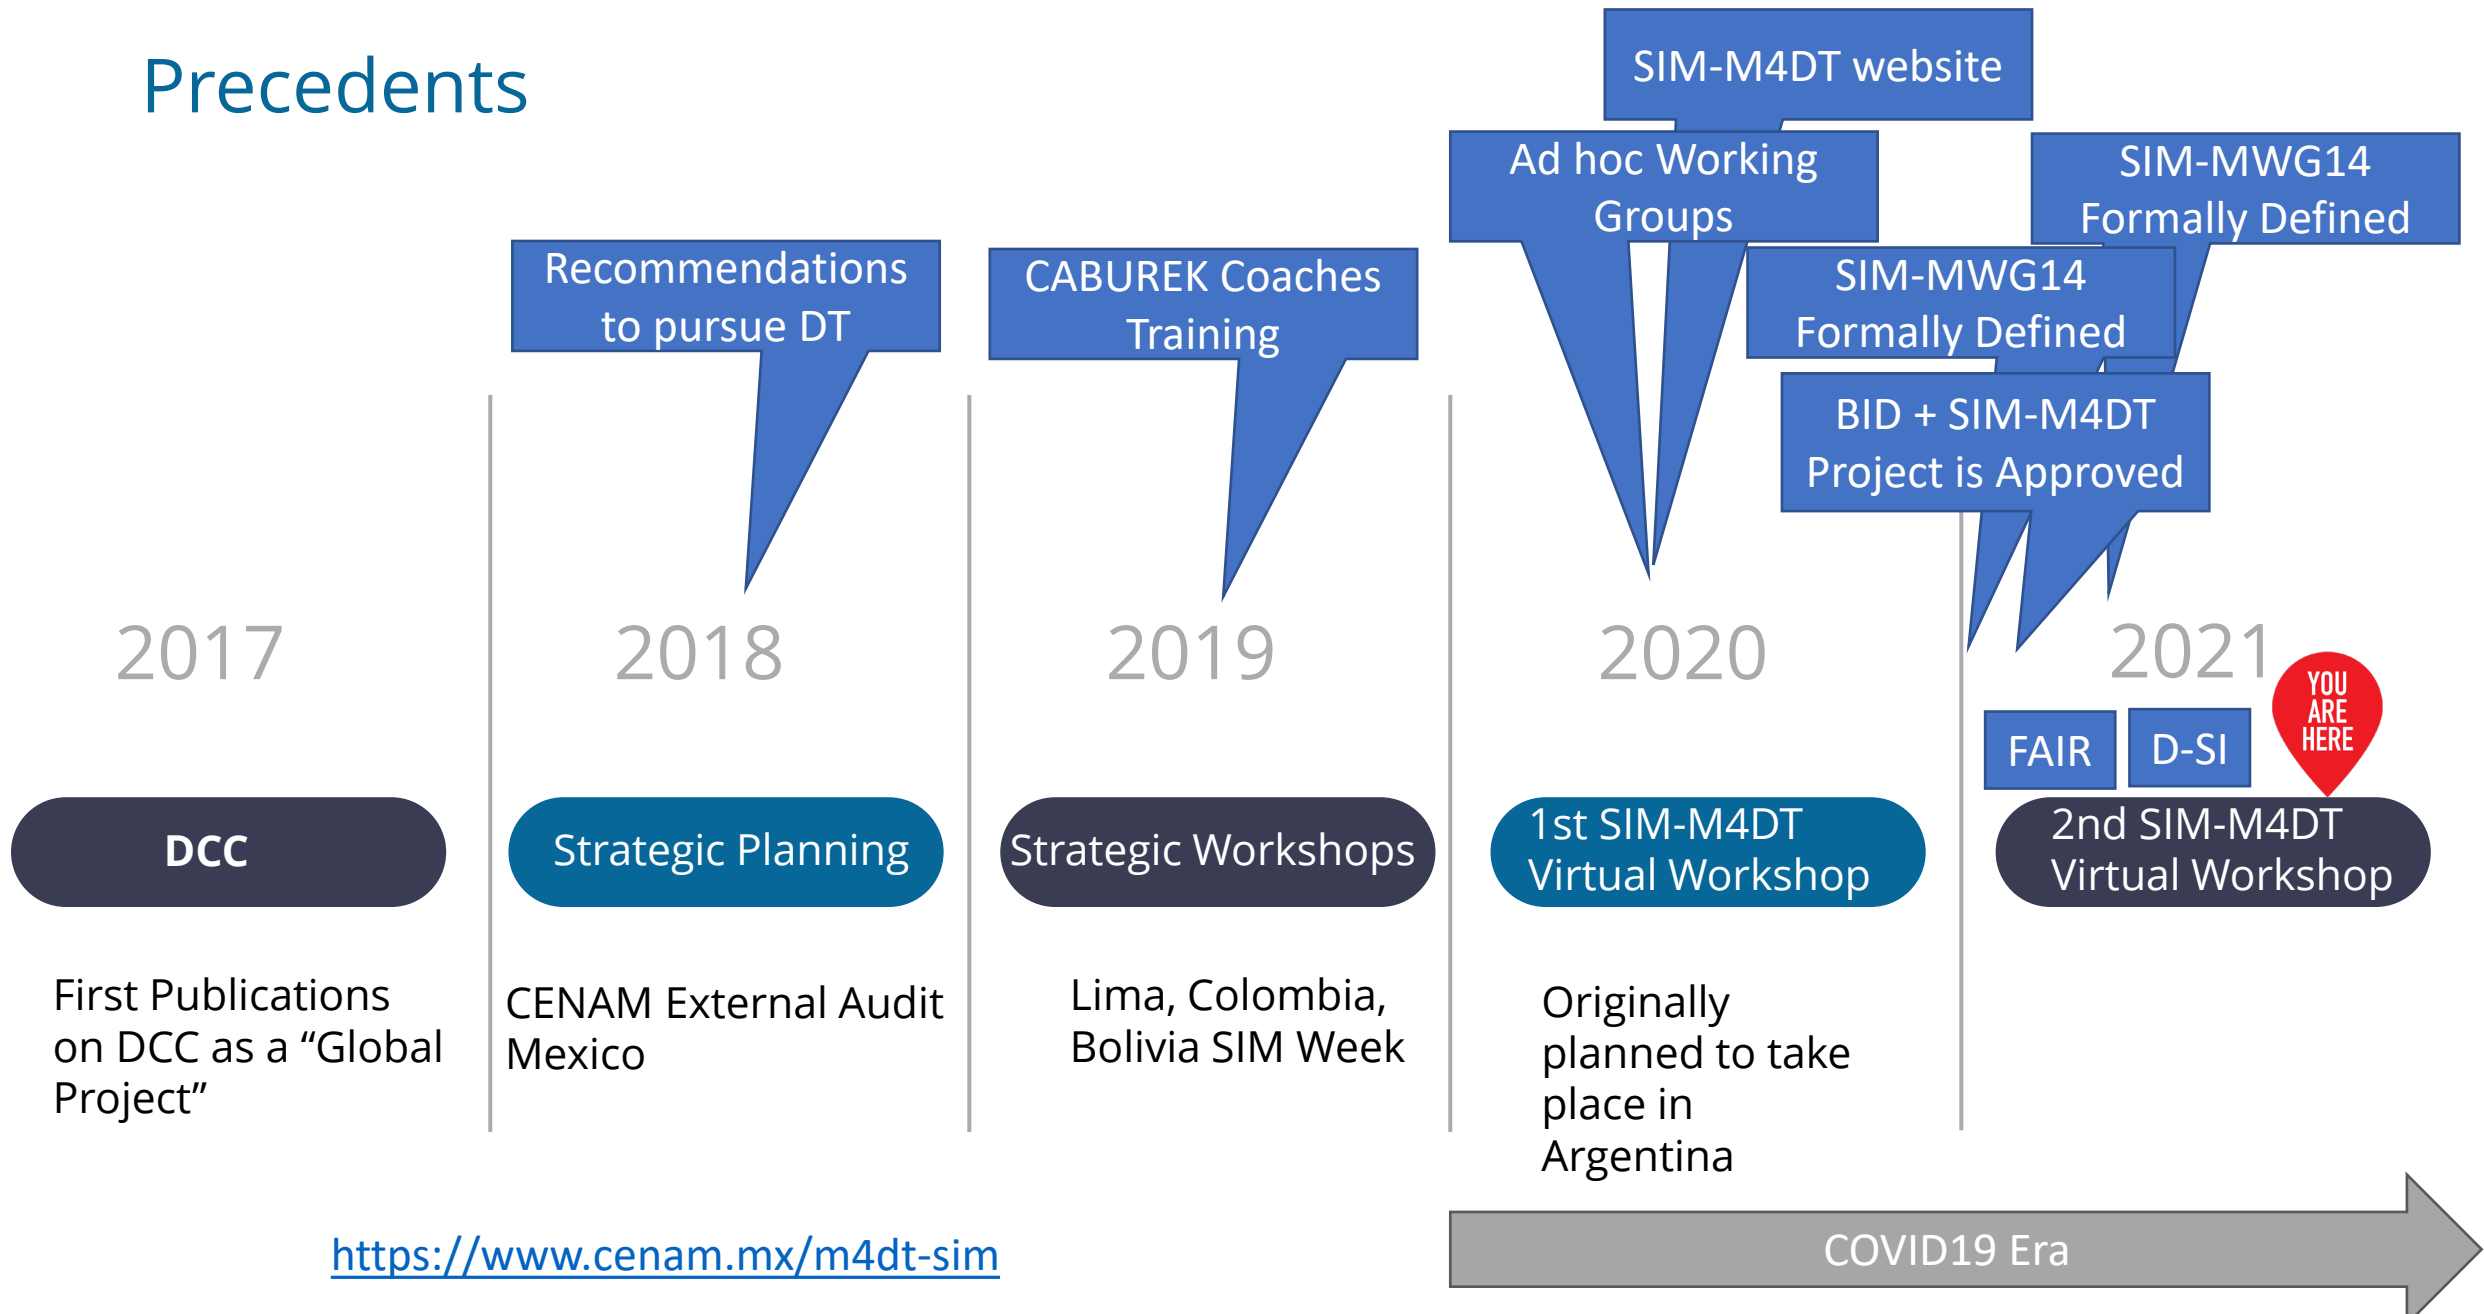 Precedents
SIM-M4DT website
Ad hoc Working
Groups
SIM-MWG14
Formally Defined
Recommendations
to pursue DT
CABUREK Coaches
Training
SIM-MWG14
Formally Defined
BID + SIM-M4DT
Project is Approved
2017
2018
2019
2020
2021
YOU
ARE
HERE
FAIR
D-SI
DCC
Strategic Planning
Strategic Workshops
1st SIM-M4DT
Virtual Workshop
2nd SIM-M4DT
Virtual Workshop
First Publications
on DCC as a “Global
Project”
CENAM External Audit
Mexico
Lima, Colombia,
Bolivia SIM Week
Originally
planned to take
place in
Argentina
https://www.cenam.mx/m4dt-sim
COVID19 Era